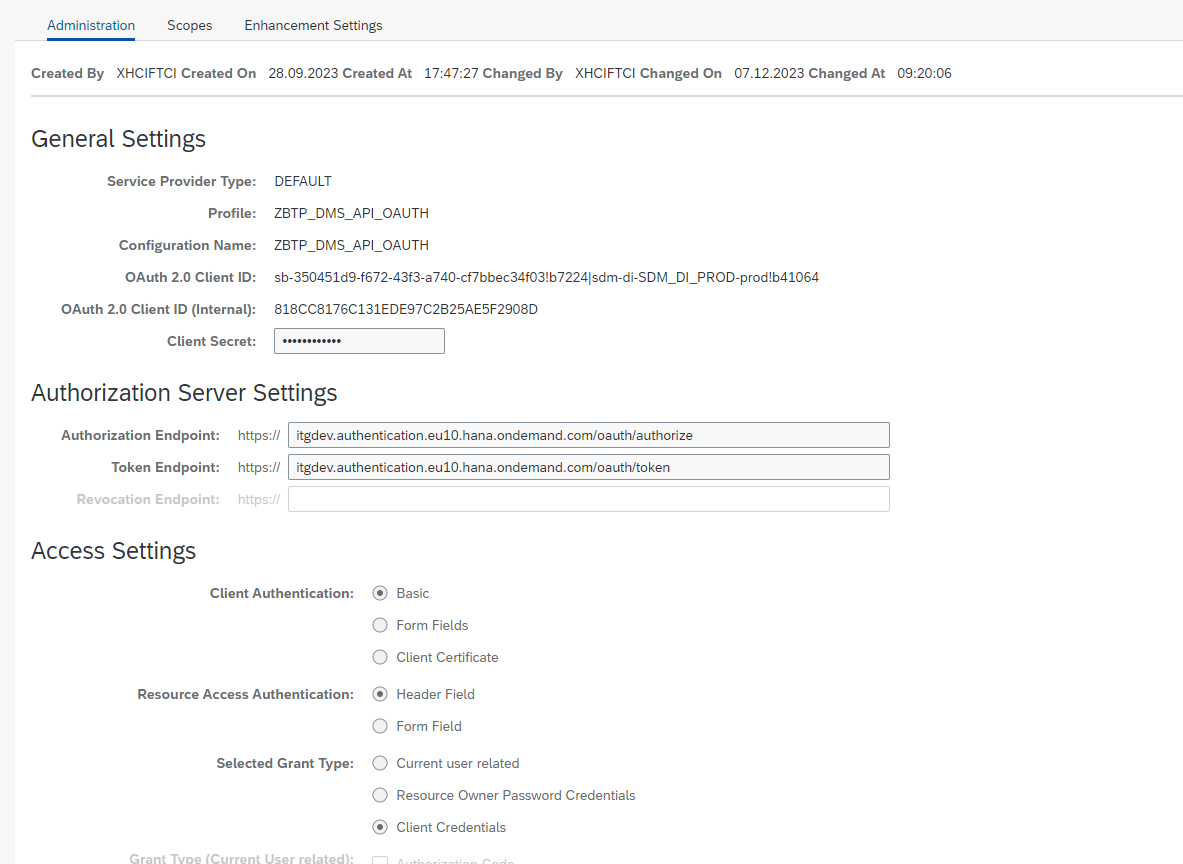 Administration Scopes Enhancement Settings
Created By XHCIFTCI Created On 28.09.2023 Created At 17:47:27 Changed By XHCIFTCI Changed On 07.12.2023 Changed At 09:20:06
General Settings
Service Provider Type: DEFAULT
Profile: ZBTP_DMS_API_OAUTH
Configuration Name: ZBTP_DMS_API_OAUTH
OAuth 2.0 Client ID: sb-350451d9-f672-43f3-a740-cf7bbec34f03!b7224|sdm-di-SDM_DI_PROD-prod!b41064
OAuth 2.0 Client ID (Internal): 818CC8176C131EDE97C2B25AE5F2908D
Client Secret: ••••••••••••
Authorization Server Settings
Authorization Endpoint: https:// itgdev.authentication.eu10.hana.ondemand.com/oauth/authorize
Token Endpoint: https:// itgdev.authentication.eu10.hana.ondemand.com/oauth/token
Revocation Endpoint: https://
Access Settings
Client Authentication: Basic
Form Fields
Client Certificate
Resource Access Authentication: Header Field
Form Field
Selected Grant Type: Current user related
Resource Owner Password Credentials
Client Credentials
Grant Type (Current User related): Authorization Code